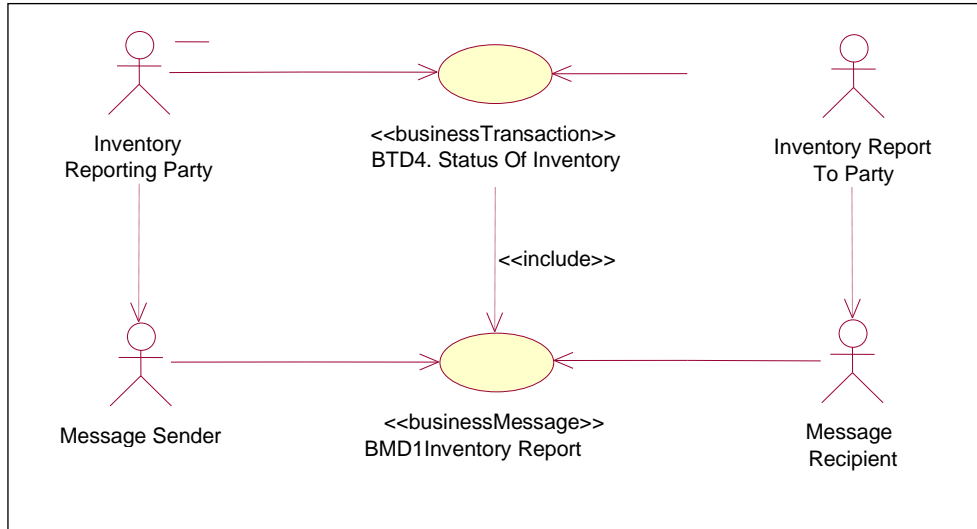 <<businessTransaction>>
BTD4. Status Of Inventory
Inventory
Reporting Party
Inventory Report
To Party
<<include>>
Message Sender
<<businessMessage>>
BMD1Inventory Report
Message
Recipient